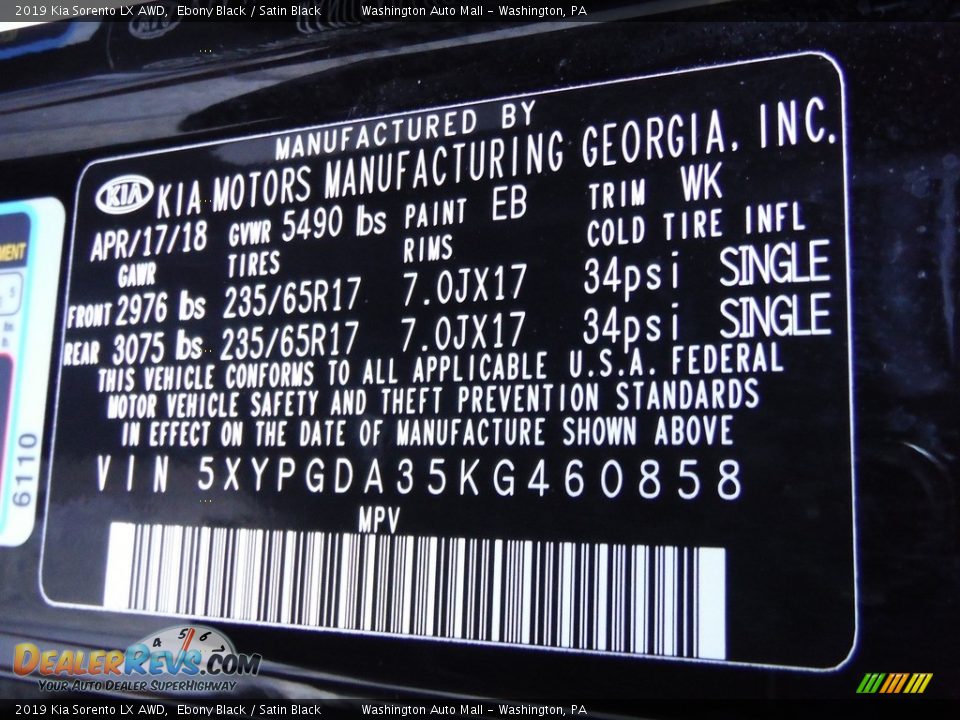 2019 Kia Sorento LX AWD, Ebony Black / Satin Black Washington Auto Mall - Washington, PA
MANUFACTURED BY
KIA KIA MOTORS MANUFACTURING GEORGIA, INC.
APR/17/18 GVWR 5490 lbs PAINT EB TRIM WK
GAWR TIRES RIMS COLD TIRE INFL
FRONT 2976 lbs 235/65R17 7.0JX17 34psi SINGLE
REAR 3075 lbs 235/65R17 7.0JX17 34psi SINGLE
THIS VEHICLE CONFORMS TO ALL APPLICABLE U.S.A. FEDERAL
MOTOR VEHICLE SAFETY AND THEFT PREVENTION STANDARDS
IN EFFECT ON THE DATE OF MANUFACTURE SHOWN ABOVE
VIN 5XYPGDA35KG460858
MPV
6110
4 5 6
DEALERREVS.COM
YOUR AUTO DEALER SUPERHIGHWAY
2019 Kia Sorento LX AWD, Ebony Black / Satin Black Washington Auto Mall - Washington, PA